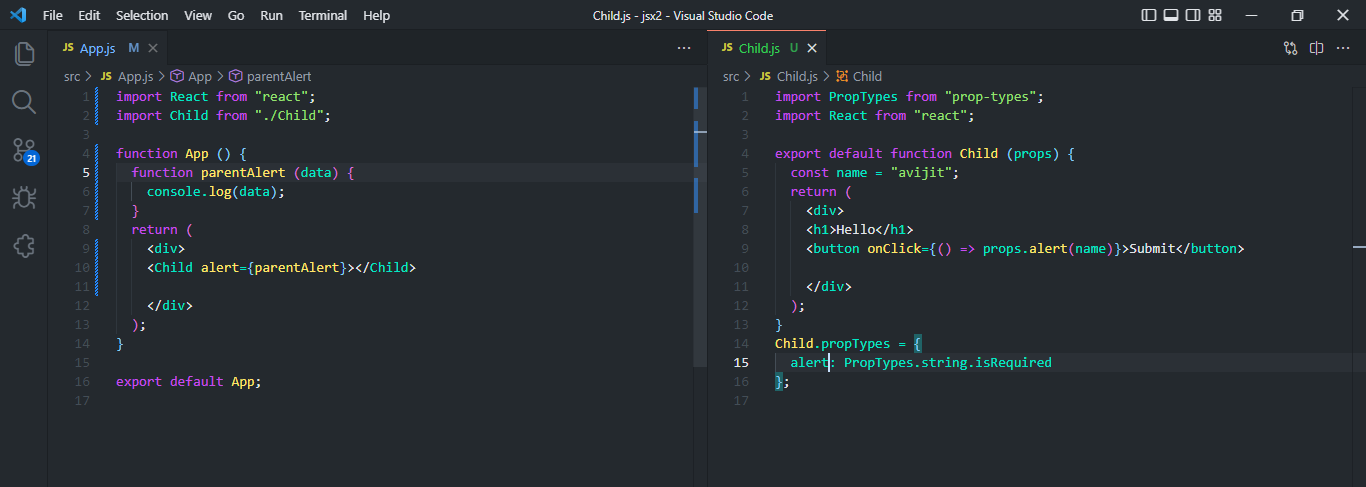 File Edit Selection View Go Run Terminal Help Child.js - jsx2 - Visual Studio Code
JS App.js M
src > JS App.js > App > parentAlert
1 import React from "react";
2 import Child from "./Child";
3
4 function App () {
5 function parentAlert (data) {
6 console.log(data);
7 }
8 return (
9 <div>
10 <Child alert={parentAlert}></Child>
11
12 </div>
13 );
14 }
15
16 export default App;
17
JS Child.js U
src > JS Child.js > Child
1 import PropTypes from "prop-types";
2 import React from "react";
3
4 export default function Child (props) {
5 const name = "avijit";
6 return (
7 <div>
8 <h1>Hello</h1>
9 <button onClick={() => props.alert(name)}>Submit</button>
10
11 </div>
12 );
13 }
14 Child.propTypes = {
15 alert: PropTypes.string.isRequired
16 };
17
21